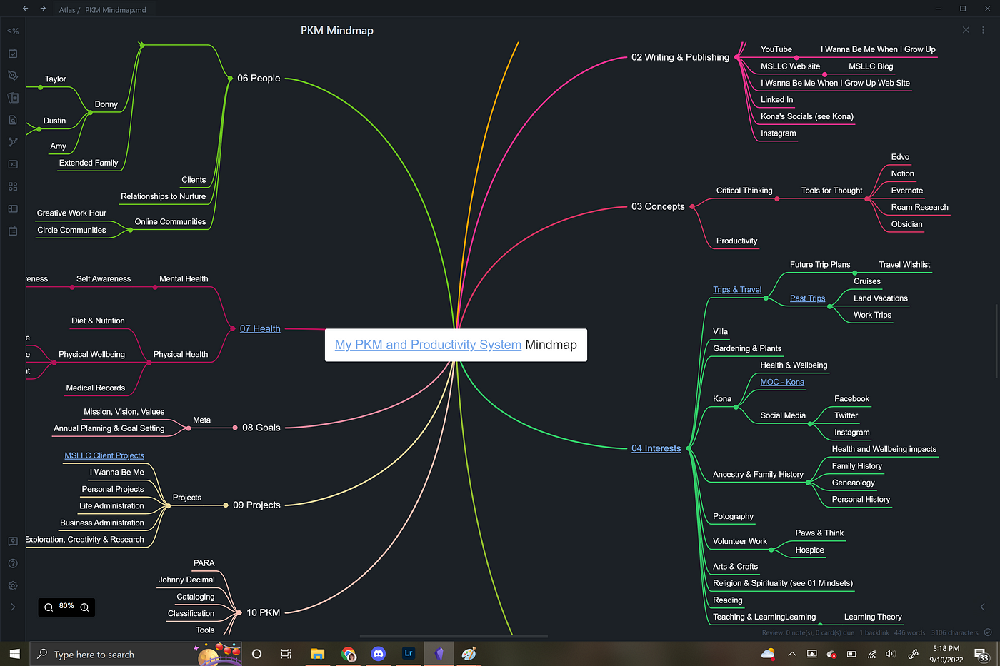 Atlas / PKM Mindmap.md
PKM Mindmap
06 People
Taylor
Donny
Dustin
Amy
Extended Family
Clients
Relationships to Nurture
Creative Work Hour
Online Communities
Circle Communities
Self Awareness
Mental Health
07 Health
Diet & Nutrition
Physical Wellbeing
Physical Health
Medical Records
Mission, Vision, Values
Meta
08 Goals
Annual Planning & Goal Setting
MSLLC Client Projects
I Wanna Be Me
Personal Projects
Projects
09 Projects
Life Administration
Business Administration
Exploration, Creativity & Research
PARA
Johnny Decimal
Cataloging
Classification
10 PKM
Tools
My PKM and Productivity System Mindmap
02 Writing & Publishing
YouTube
I Wanna Be Me When I Grow Up
MSLLC Web site
MSLLC Blog
I Wanna Be Me When I Grow Up Web Site
Linked In
Kona's Socials (see Kona)
Instagram
03 Concepts
Critical Thinking
Tools for Thought
Edvo
Notion
Evernote
Roam Research
Obsidian
Productivity
04 Interests
Trips & Travel
Future Trip Plans
Travel Wishlist
Past Trips
Cruises
Land Vacations
Work Trips
Villa
Gardening & Plants
Kona
Health & Wellbeing
MOC - Kona
Social Media
Facebook
Twitter
Instagram
Ancestry & Family History
Health and Wellbeing impacts
Family History
Geneaology
Personal History
Potography
Volunteer Work
Paws & Think
Hospice
Arts & Crafts
Religion & Spirituality (see 01 Mindsets)
Reading
Teaching & LearningLearning
Learning Theory
80%
Review: 0 note(s), 0 card(s) due 1 backlink 446 words 3106 characters
Type here to search
Lr
5:18 PM
9/10/2022
33